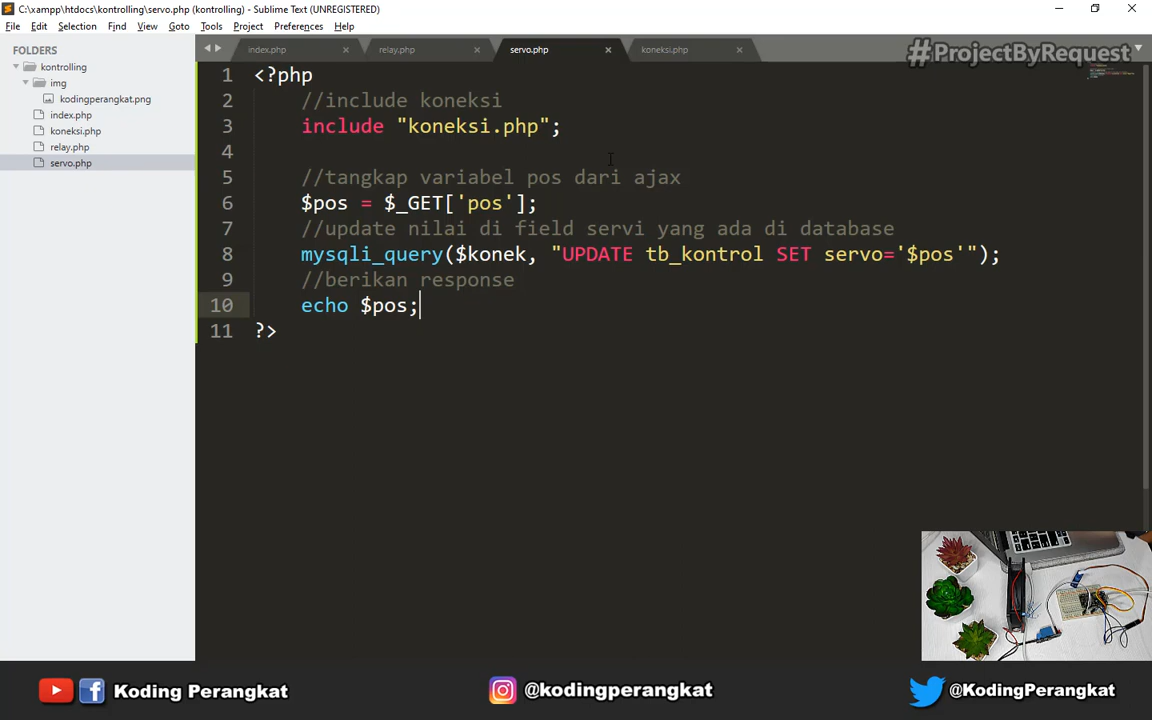 C:\xampp\htdocs\kontrolling\servo.php (kontrolling) - Sublime Text (UNREGISTERED)
File Edit Selection Find View Goto Tools Project Preferences Help
FOLDERS
kontrolling
img
kodingperangkat.png
index.php
koneksi.php
relay.php
servo.php
index.php relay.php servo.php koneksi.php
#ProjectByRequest
1 <?php
2 //include koneksi
3 include "koneksi.php";
4
5 //tangkap variabel pos dari ajax
6 $pos = $_GET['pos'];
7 //update nilai di field servi yang ada di database
8 mysqli_query($konek, "UPDATE tb_kontrol SET servo='$pos'");
9 //berikan response
10 echo $pos;
11 ?>
Koding Perangkat @kodingperangkat @KodingPerangkat